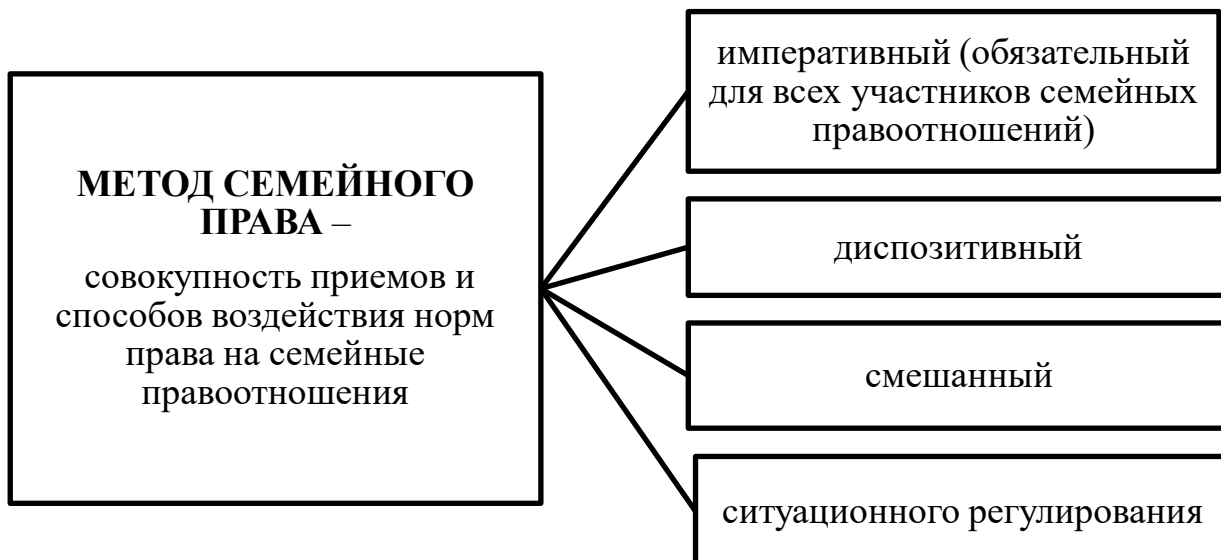 МЕТОД СЕМЕЙНОГО
ПРАВА –
совокупность приемов и
способов воздействия норм
права на семейные
правоотношения
императивный (обязательный
для всех участников семейных
правоотношений)
диспозитивный
смешанный
ситуационного регулирования